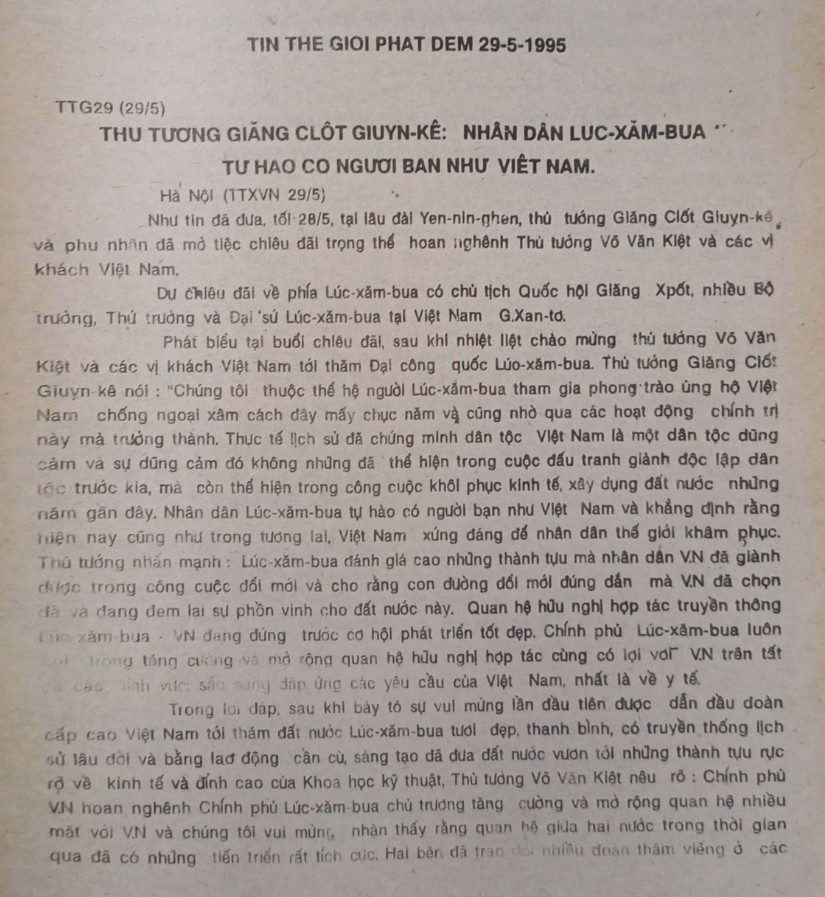 TIN THE GIOI PHAT DEM 29-5-1995
TTG29 (29/5)
THU TƯƠNG GIĂNG CLÔT GIUYN-KÊ: NHÂN DÂN LUC-XĂM-BUA
TƯ HAO CO NGƯƠI BAN NHƯ VIÊT NAM.
Hà Nội (TTXVN 29/5)
Như tin đã đưa, tối 28/5, tại lâu đài Yen-nin-ghen, thủ tướng Giăng Clốt Giuyn-kê,
và phu nhân đã mở tiệc chiêu đãi trọng thể hoan nghênh Thủ tướng Võ Văn Kiệt và các vị
khách Việt Nam.
Dự chiêu đãi về phía Lúc-xăm-bua có chủ tịch Quốc hội Giăng Xpốt, nhiều Bộ
trưởng, Thứ trưởng và Đại sứ Lúc-xăm-bua tại Việt Nam G.Xan-tơ.
Phát biểu tại buổi chiêu đãi, sau khi nhiệt liệt chào mừng thủ tướng Võ Văn
Kiệt và các vị khách Việt Nam tới thăm Đại công quốc Lúc-xăm-bua. Thủ tướng Giăng Clốt
Giuyn-kê nói : "Chúng tôi thuộc thế hệ người Lúc-xăm-bua tham gia phong trào ủng hộ Việt
Nam chống ngoại xâm cách đây mấy chục năm và cũng nhờ qua các hoạt động chính trị
này mà trưởng thành. Thực tế lịch sử đã chứng minh dân tộc Việt Nam là một dân tộc dũng
cảm và sự dũng cảm đó không những đã thể hiện trong cuộc đấu tranh giành độc lập dân
tộc trước kia, mà còn thể hiện trong công cuộc khôi phục kinh tế, xây dựng đất nước những
năm gần đây. Nhân dân Lúc-xăm-bua tự hào có người bạn như Việt Nam và khẳng định rằng
hiện nay cũng như trong tương lai, Việt Nam xứng đáng để nhân dân thế giới khâm phục.
Thủ tướng nhấn mạnh : Lúc-xăm-bua đánh giá cao những thành tựu mà nhân dân V.N đã giành
được trong công cuộc đổi mới và cho rằng con đường đổi mới đúng đắn mà V.N đã chọn
đã và đang đem lại sự phồn vinh cho đất nước này. Quan hệ hữu nghị hợp tác truyền thông
Lúc-xăm-bua - VN đang đứng trước cơ hội phát triển tốt đẹp. Chính phủ Lúc-xăm-bua luôn
trong tăng cường và mở rộng quan hệ hữu nghị hợp tác cùng có lợi với V.N trên tất
cả các lĩnh vực; sẵn sàng đáp ứng các yêu cầu của Việt Nam, nhất là về y tế.
Trong lời đáp, sau khi bày tỏ sự vui mừng lần đầu tiên được dẫn đầu đoàn
cấp cao Việt Nam tới thăm đất nước Lúc-xăm-bua tươi đẹp, thanh bình, có truyền thống lịch
sử lâu đời và bằng lao động cần cù, sáng tạo đã đưa đất nước vươn tới những thành tựu rực
rỡ về kinh tế và đỉnh cao của Khoa học kỹ thuật, Thủ tướng Võ Văn Kiệt nêu rõ : Chính phủ
V.N hoan nghênh Chính phủ Lúc-xăm-bua chủ trương tăng cường và mở rộng quan hệ nhiều
mặt với V.N và chúng tôi vui mừng nhận thấy rằng quan hệ giữa hai nước trong thời gian
qua đã có những tiến triển rất tích cực. Hai bên đã trao đổi nhiều đoàn thăm viếng ở các